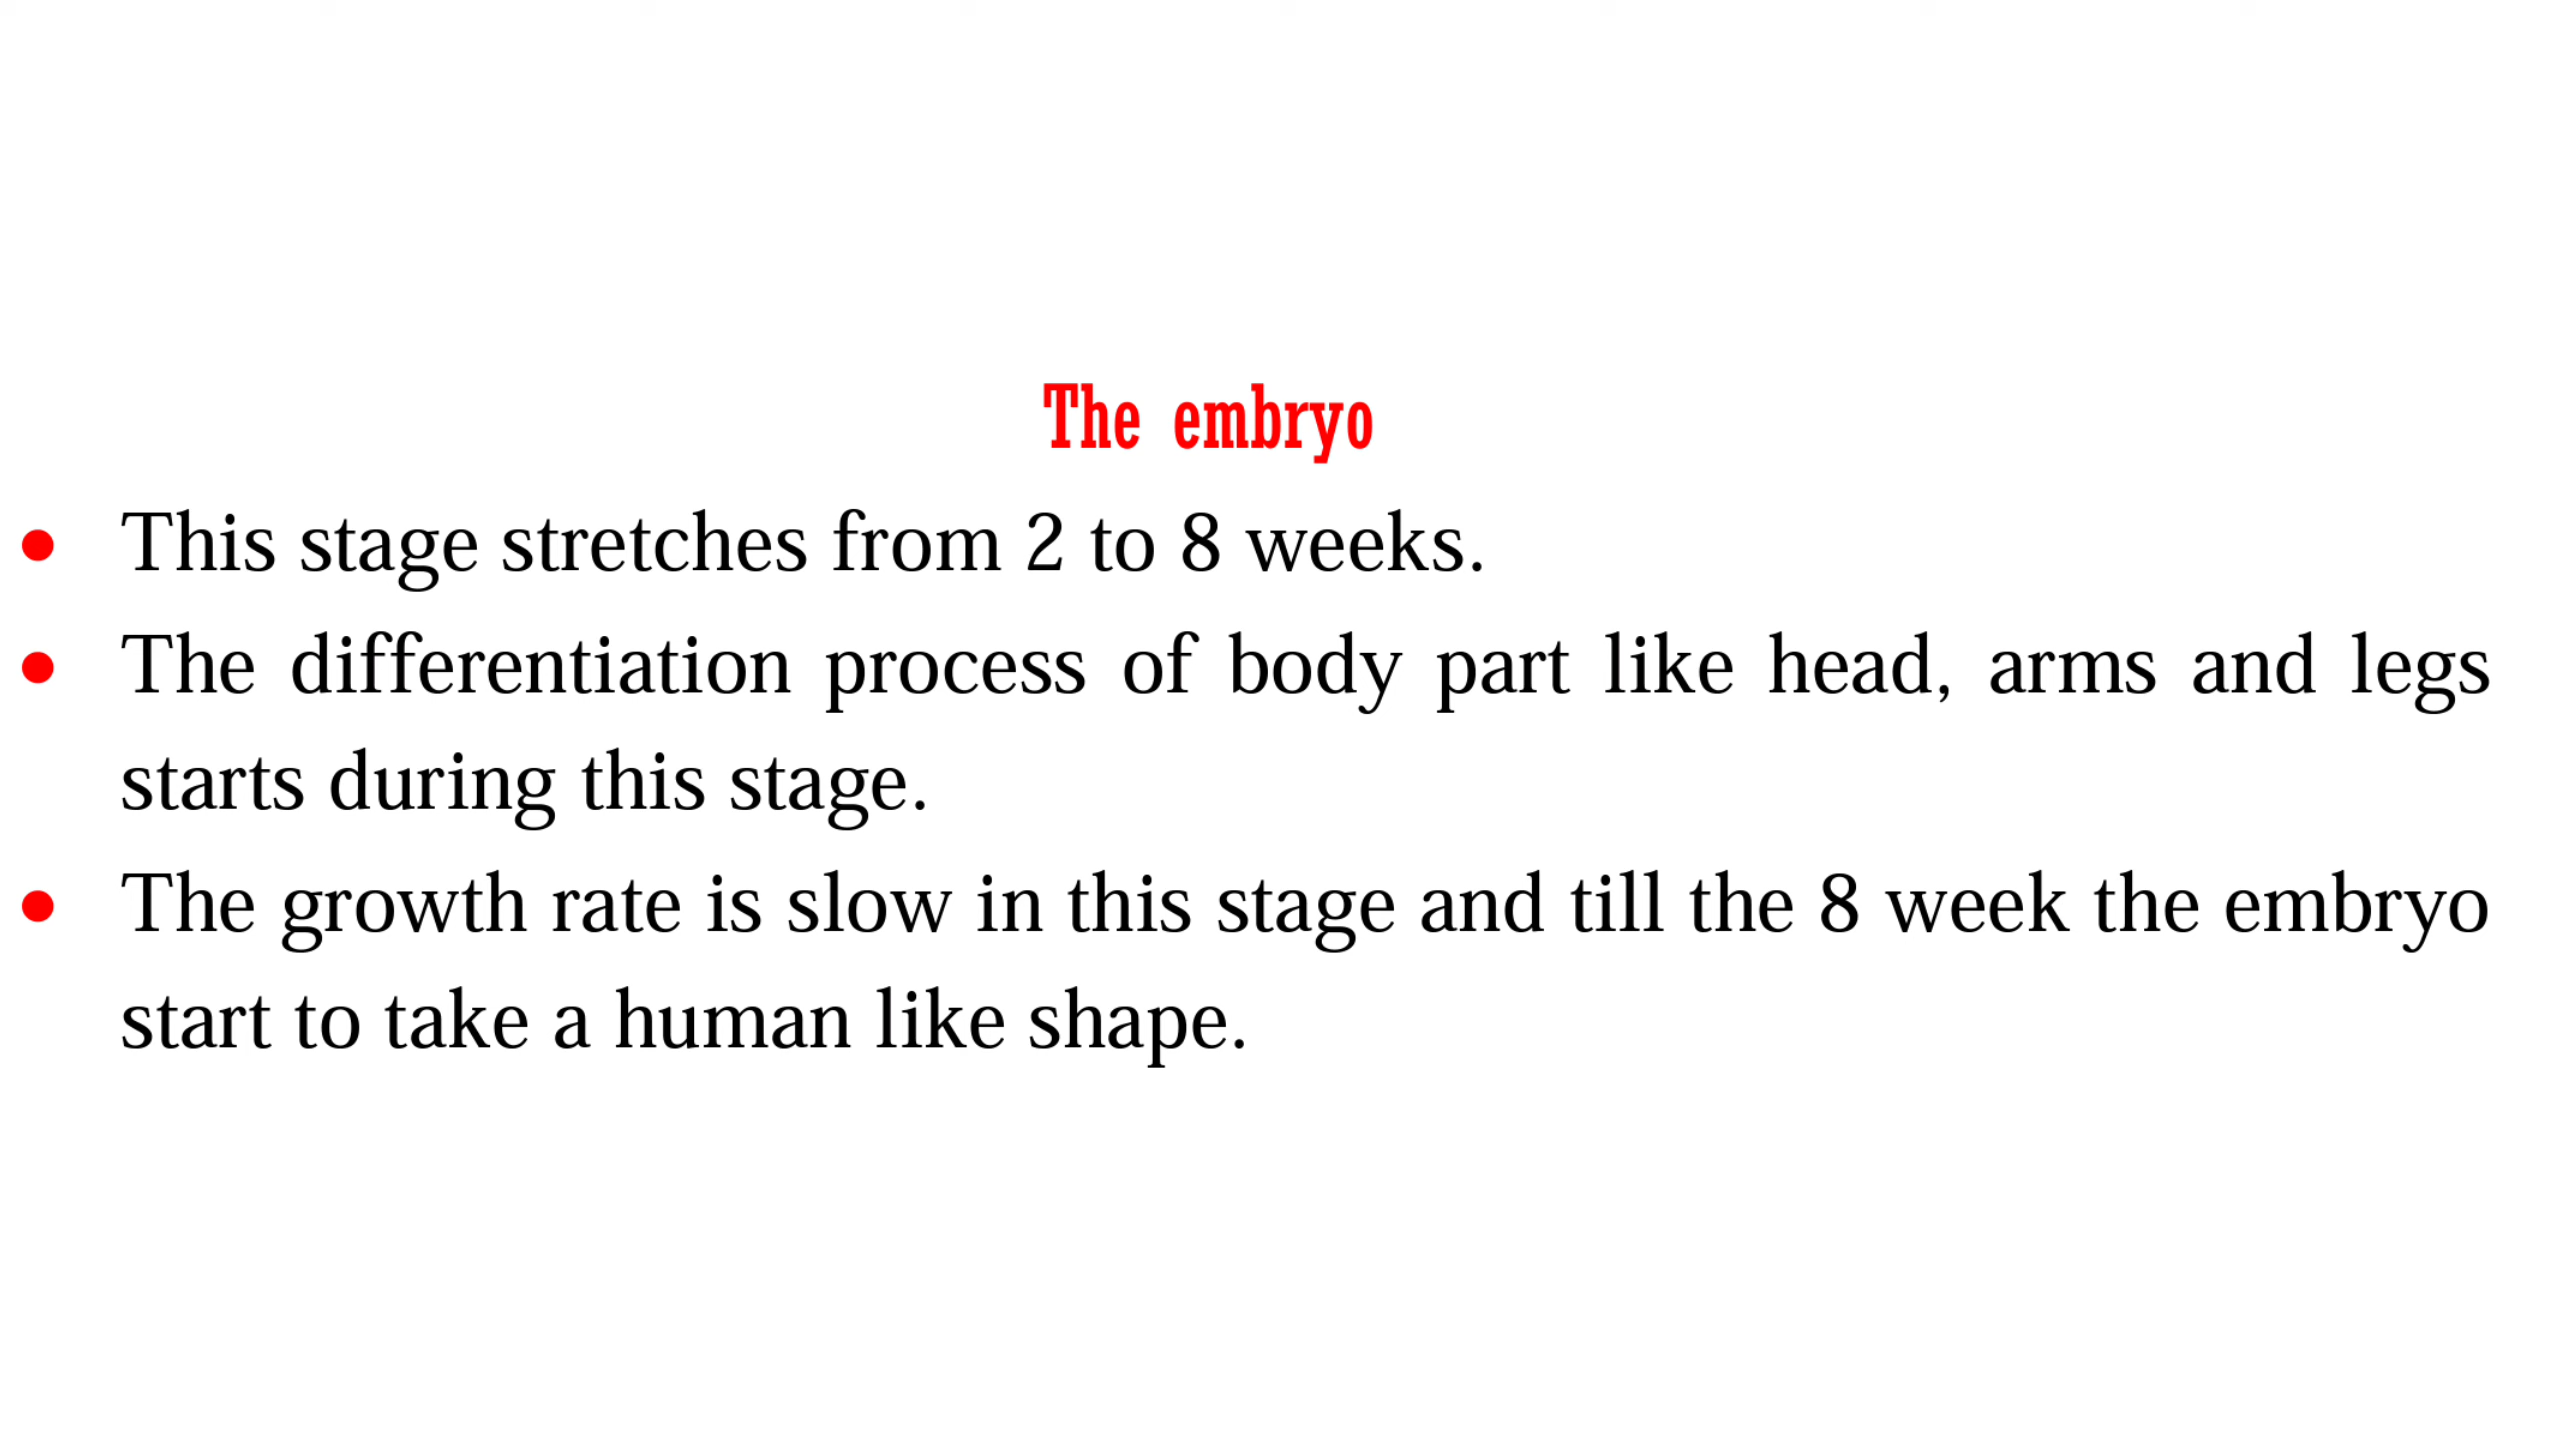 The embryo
• This stage stretches from 2 to 8 weeks.
• The differentiation process of body part like head, arms and legs
starts during this stage.
• The growth rate is slow in this stage and till the 8 week the embryo
start to take a human like shape.